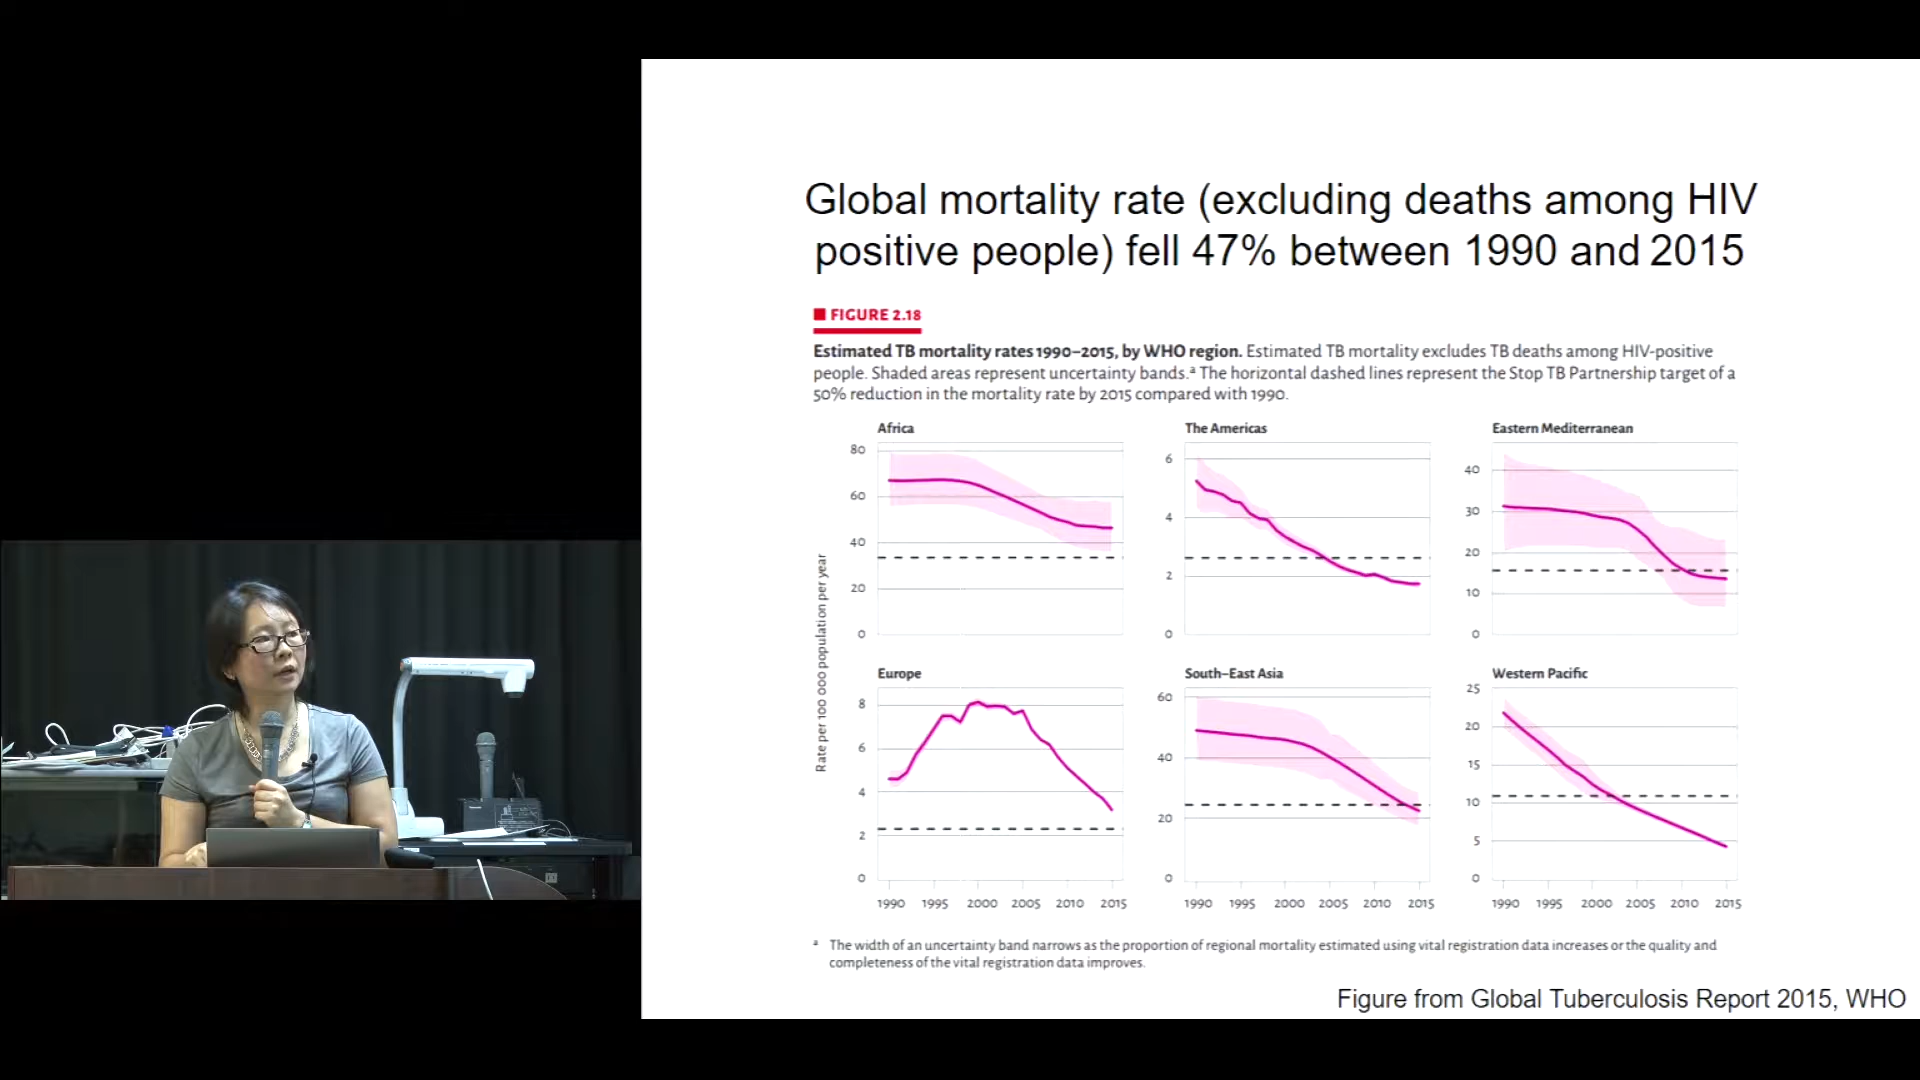 Global mortality rate (excluding deaths among HIV
positive people) fell 47% between 1990 and 2015
FIGURE 2.18
Estimated TB mortality rates 1990–2015, by WHO region. Estimated TB mortality excludes TB deaths among HIV-positive
people. Shaded areas represent uncertainty bands.ª The horizontal dashed lines represent the Stop TB Partnership target of a
50% reduction in the mortality rate by 2015 compared with 1990.
Rate per 100 000 population per year
Africa
80
60
40
20
0
The Americas
6
4
2
0
Eastern Mediterranean
40
30
20
10
0
Europe
8
6
4
2
0
1990 1995 2000 2005 2010 2015
South–East Asia
60
40
20
0
1990 1995 2000 2005 2010 2015
Western Pacific
25
20
15
10
5
0
1990 1995 2000 2005 2010 2015
ª The width of an uncertainty band narrows as the proportion of regional mortality estimated using vital registration data increases or the quality and
completeness of the vital registration data improves.
Figure from Global Tuberculosis Report 2015, WHO